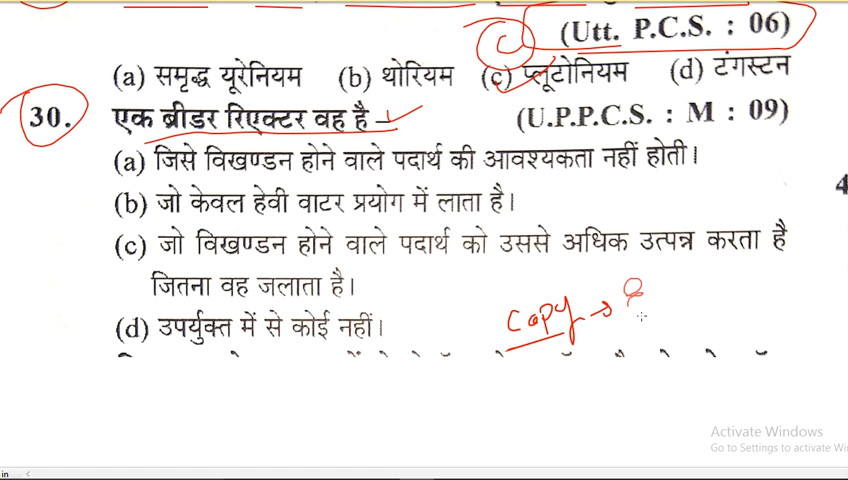 (Utt. P.C.S. : 06)
(a) समृद्ध यूरेनियम (b) थोरियम (c) प्लूटोनियम (d) टंगस्टन
30. एक ब्रीडर रिएक्टर वह है – (U.P.P.C.S. : M : 09)
(a) जिसे विखण्डन होने वाले पदार्थ की आवश्यकता नहीं होती।
(b) जो केवल हेवी वाटर प्रयोग में लाता है।
4
(c) जो विखण्डन होने वाले पदार्थ को उससे अधिक उत्पन्न करता है
जितना वह जलाता है।
(d) उपर्युक्त में से कोई नहीं।
Copy →
Activate Windows
Go to Settings to activate Wi
in